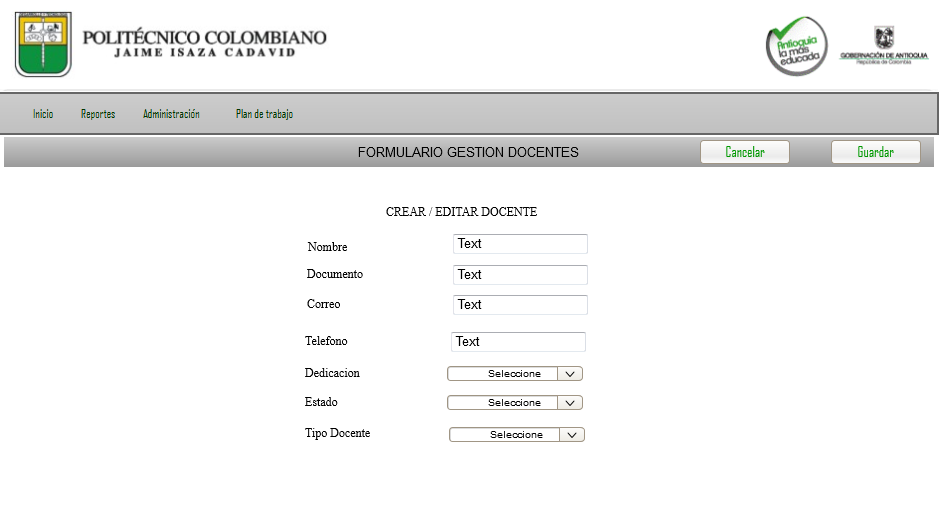 POLITÉCNICO COLOMBIANO
JAIME ISAZA CADAVID
Antioquia
la más
educada
GOBERNACIÓN DE ANTIOQUIA
República de Colombia
Inicio Reportes Administración Plan de trabajo
FORMULARIO GESTION DOCENTES Cancelar Guardar
CREAR / EDITAR DOCENTE
Nombre Text
Documento Text
Correo Text
Telefono Text
Dedicacion Seleccione
Estado Seleccione
Tipo Docente Seleccione